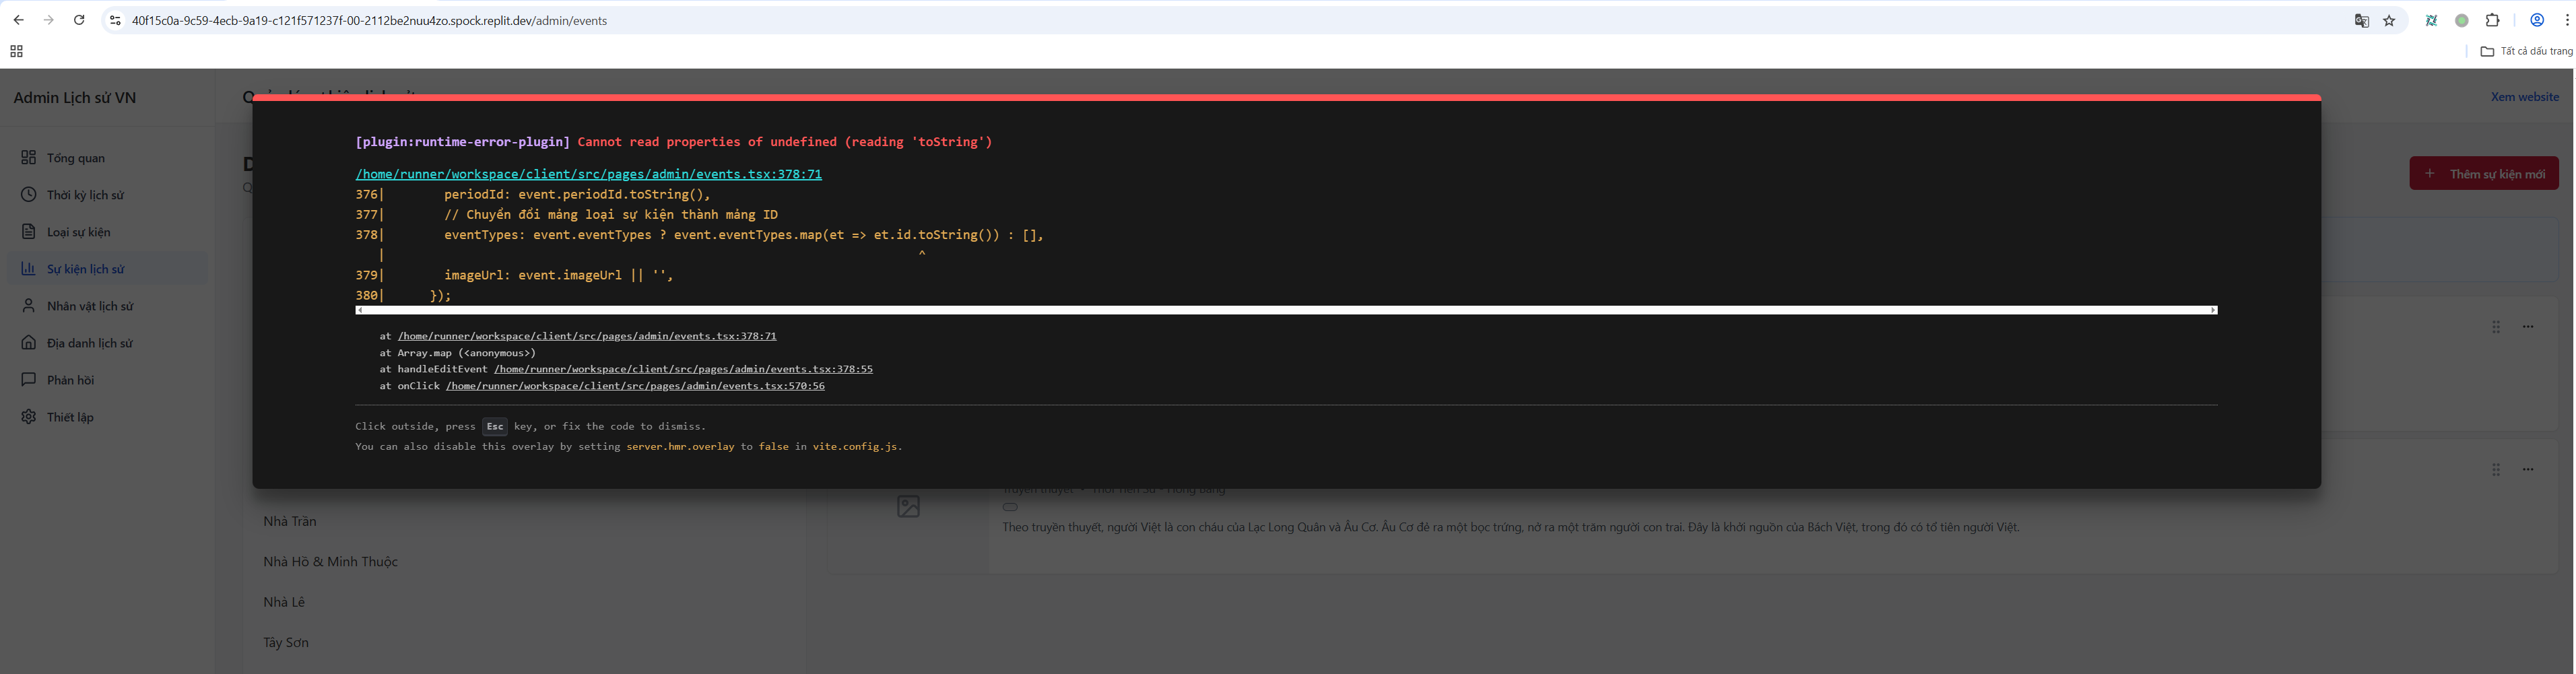 40f15c0a-9c59-4ecb-9a19-c121f571237f-00-2112be2nuu4zo.spock.replit.dev/admin/events
Tất cả dấu trang
Admin Lịch sử VN
Xem website
[plugin:runtime-error-plugin] Cannot read properties of undefined (reading 'toString')
/home/runner/workspace/client/src/pages/admin/events.tsx:378:71
376| periodId: event.periodId.toString(),
377| // Chuyển đổi mảng loại sự kiện thành mảng ID
378| eventTypes: event.eventTypes ? event.eventTypes.map(et => et.id.toString()) : [],
| ^
379| imageUrl: event.imageUrl || '',
380| });
at /home/runner/workspace/client/src/pages/admin/events.tsx:378:71
at Array.map (<anonymous>)
at handleEditEvent /home/runner/workspace/client/src/pages/admin/events.tsx:378:55
at onClick /home/runner/workspace/client/src/pages/admin/events.tsx:570:56
Click outside, press Esc key, or fix the code to dismiss.
You can also disable this overlay by setting server.hmr.overlay to false in vite.config.js.
Tổng quan
Thời kỳ lịch sử
Loại sự kiện
Sự kiện lịch sử
Nhân vật lịch sử
Địa danh lịch sử
Phản hồi
Thiết lập
+ Thêm sự kiện mới
Nhà Trần
Nhà Hồ & Minh Thuộc
Nhà Lê
Tây Sơn
Theo truyền thuyết, người Việt là con cháu của Lạc Long Quân và Âu Cơ. Âu Cơ đẻ ra một bọc trứng, nở ra một trăm người con trai. Đây là khởi nguồn của Bách Việt, trong đó có tổ tiên người Việt.